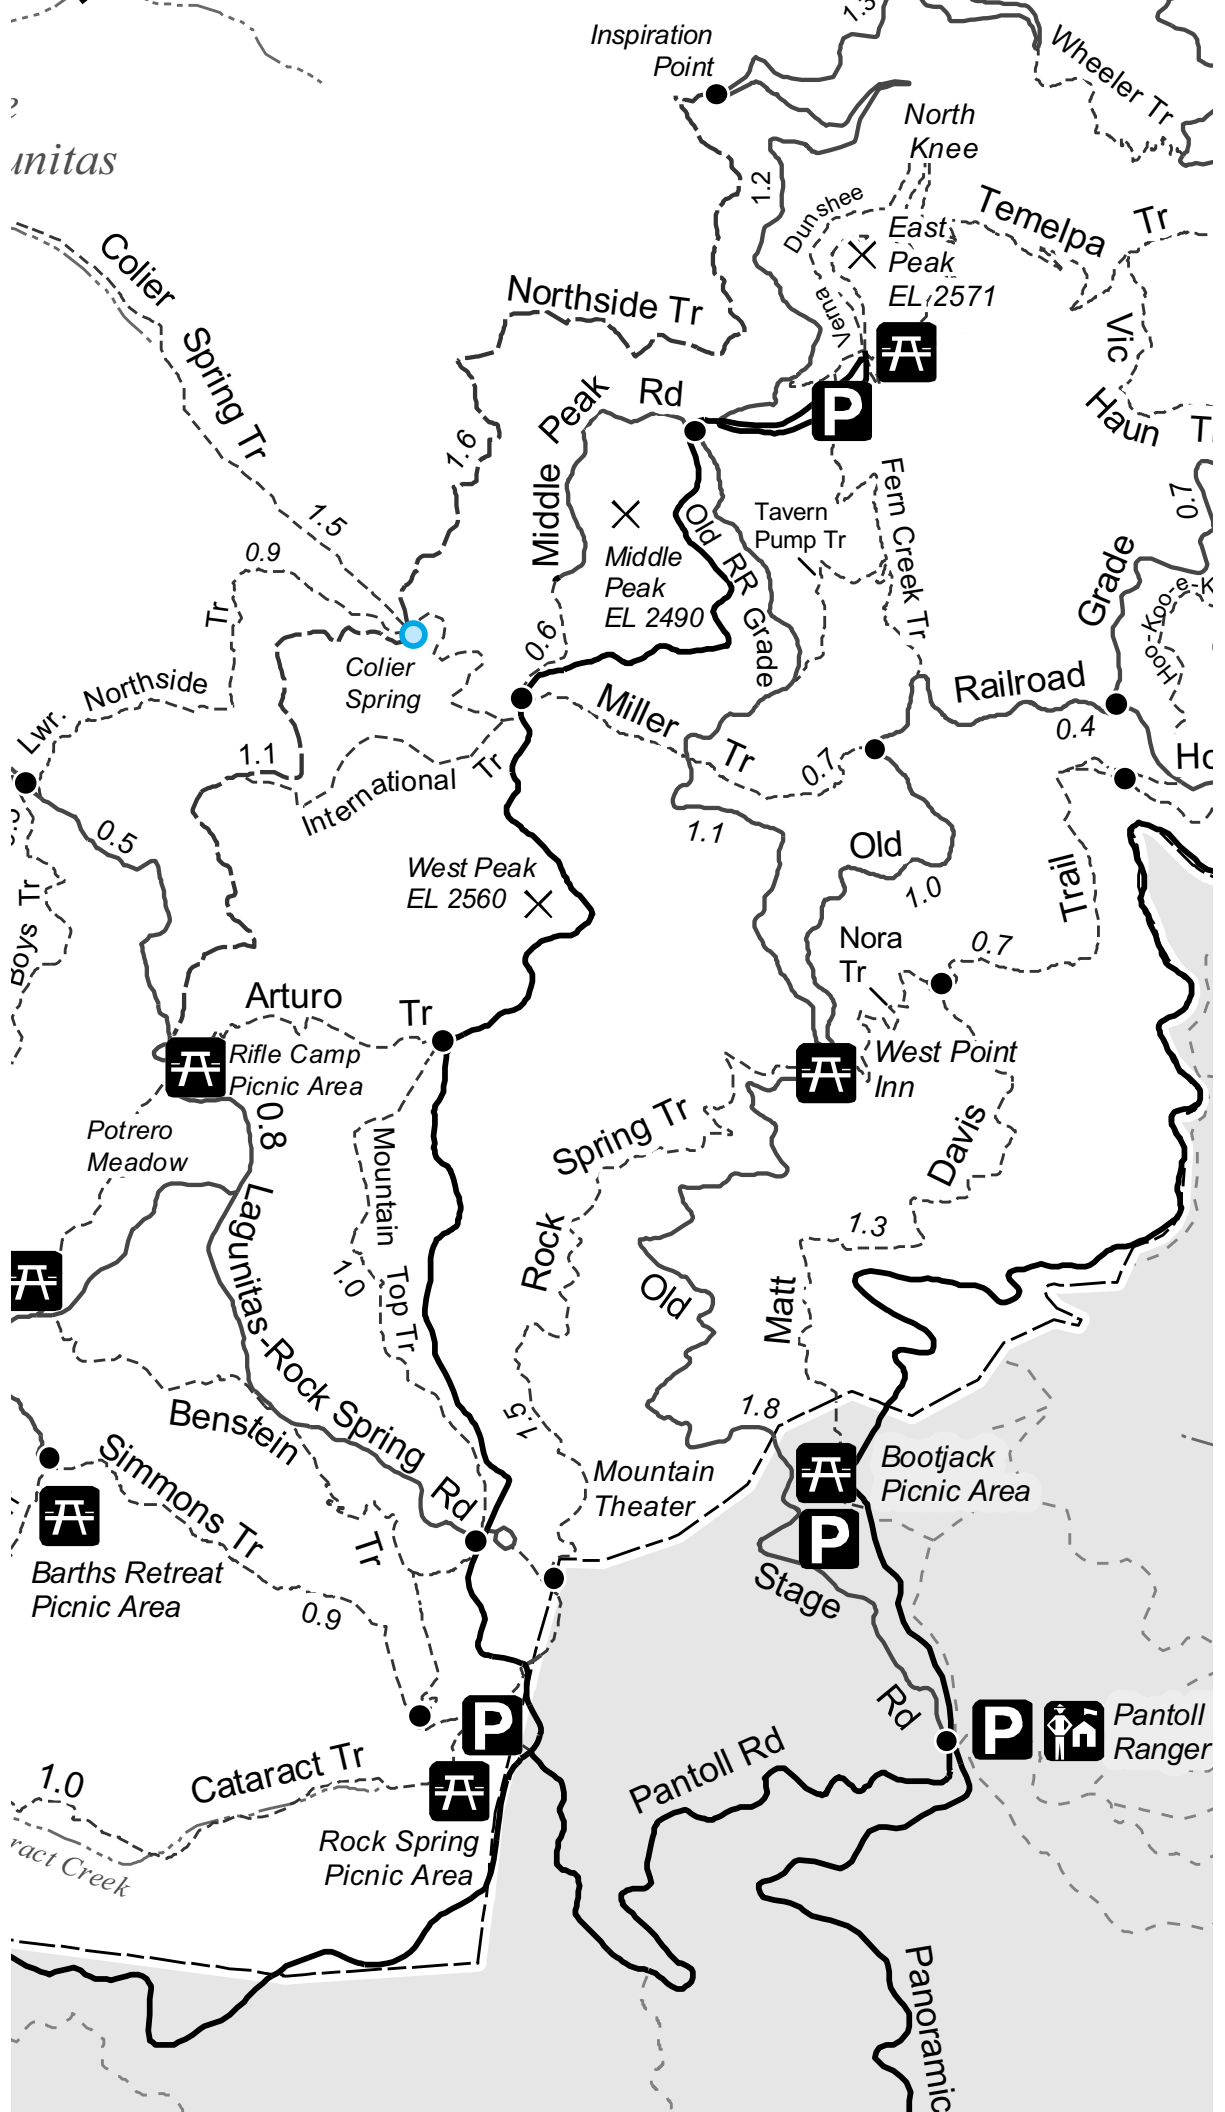 Inspiration
Point
1.3
Wheeler Tr
North
Knee
unitas
1.2
Dunshee
East
Peak
EL 2571
Temelpa
Tr
Colier
Spring Tr
Northside Tr
Verna
Vic
Haun
Middle Peak Rd
P
1.6
Fern Creek Tr
0.7
1.5
Tavern
Pump Tr
Old RR Grade
Middle
Peak
EL 2490
0.9
Grade
Hoo-Koo-e-K
Tr
0.6
Colier
Spring
Lwr. Northside
Miller Tr
Railroad
0.4
1.1
International Tr
0.7
Ho
0.5
1.1
Old
1.0
Trail
West Peak
EL 2560
Boys Tr
Nora
Tr
0.7
Arturo Tr
Rifle Camp
Picnic Area
West Point
Inn
0.8
Potrero
Meadow
Mountain Top Tr
1.0
Rock Spring Tr
Davis
1.3
Lagunitas-Rock Spring Rd
Old
Matt
1.5
1.8
Benstein Tr
Simmons Tr
Mountain
Theater
Bootjack
Picnic Area
P
Barths Retreat
Picnic Area
Stage Rd
0.9
P
P
Pantoll
Ranger
Cataract Tr
Pantoll Rd
1.0
ract Creek
Rock Spring
Picnic Area
Panoramic